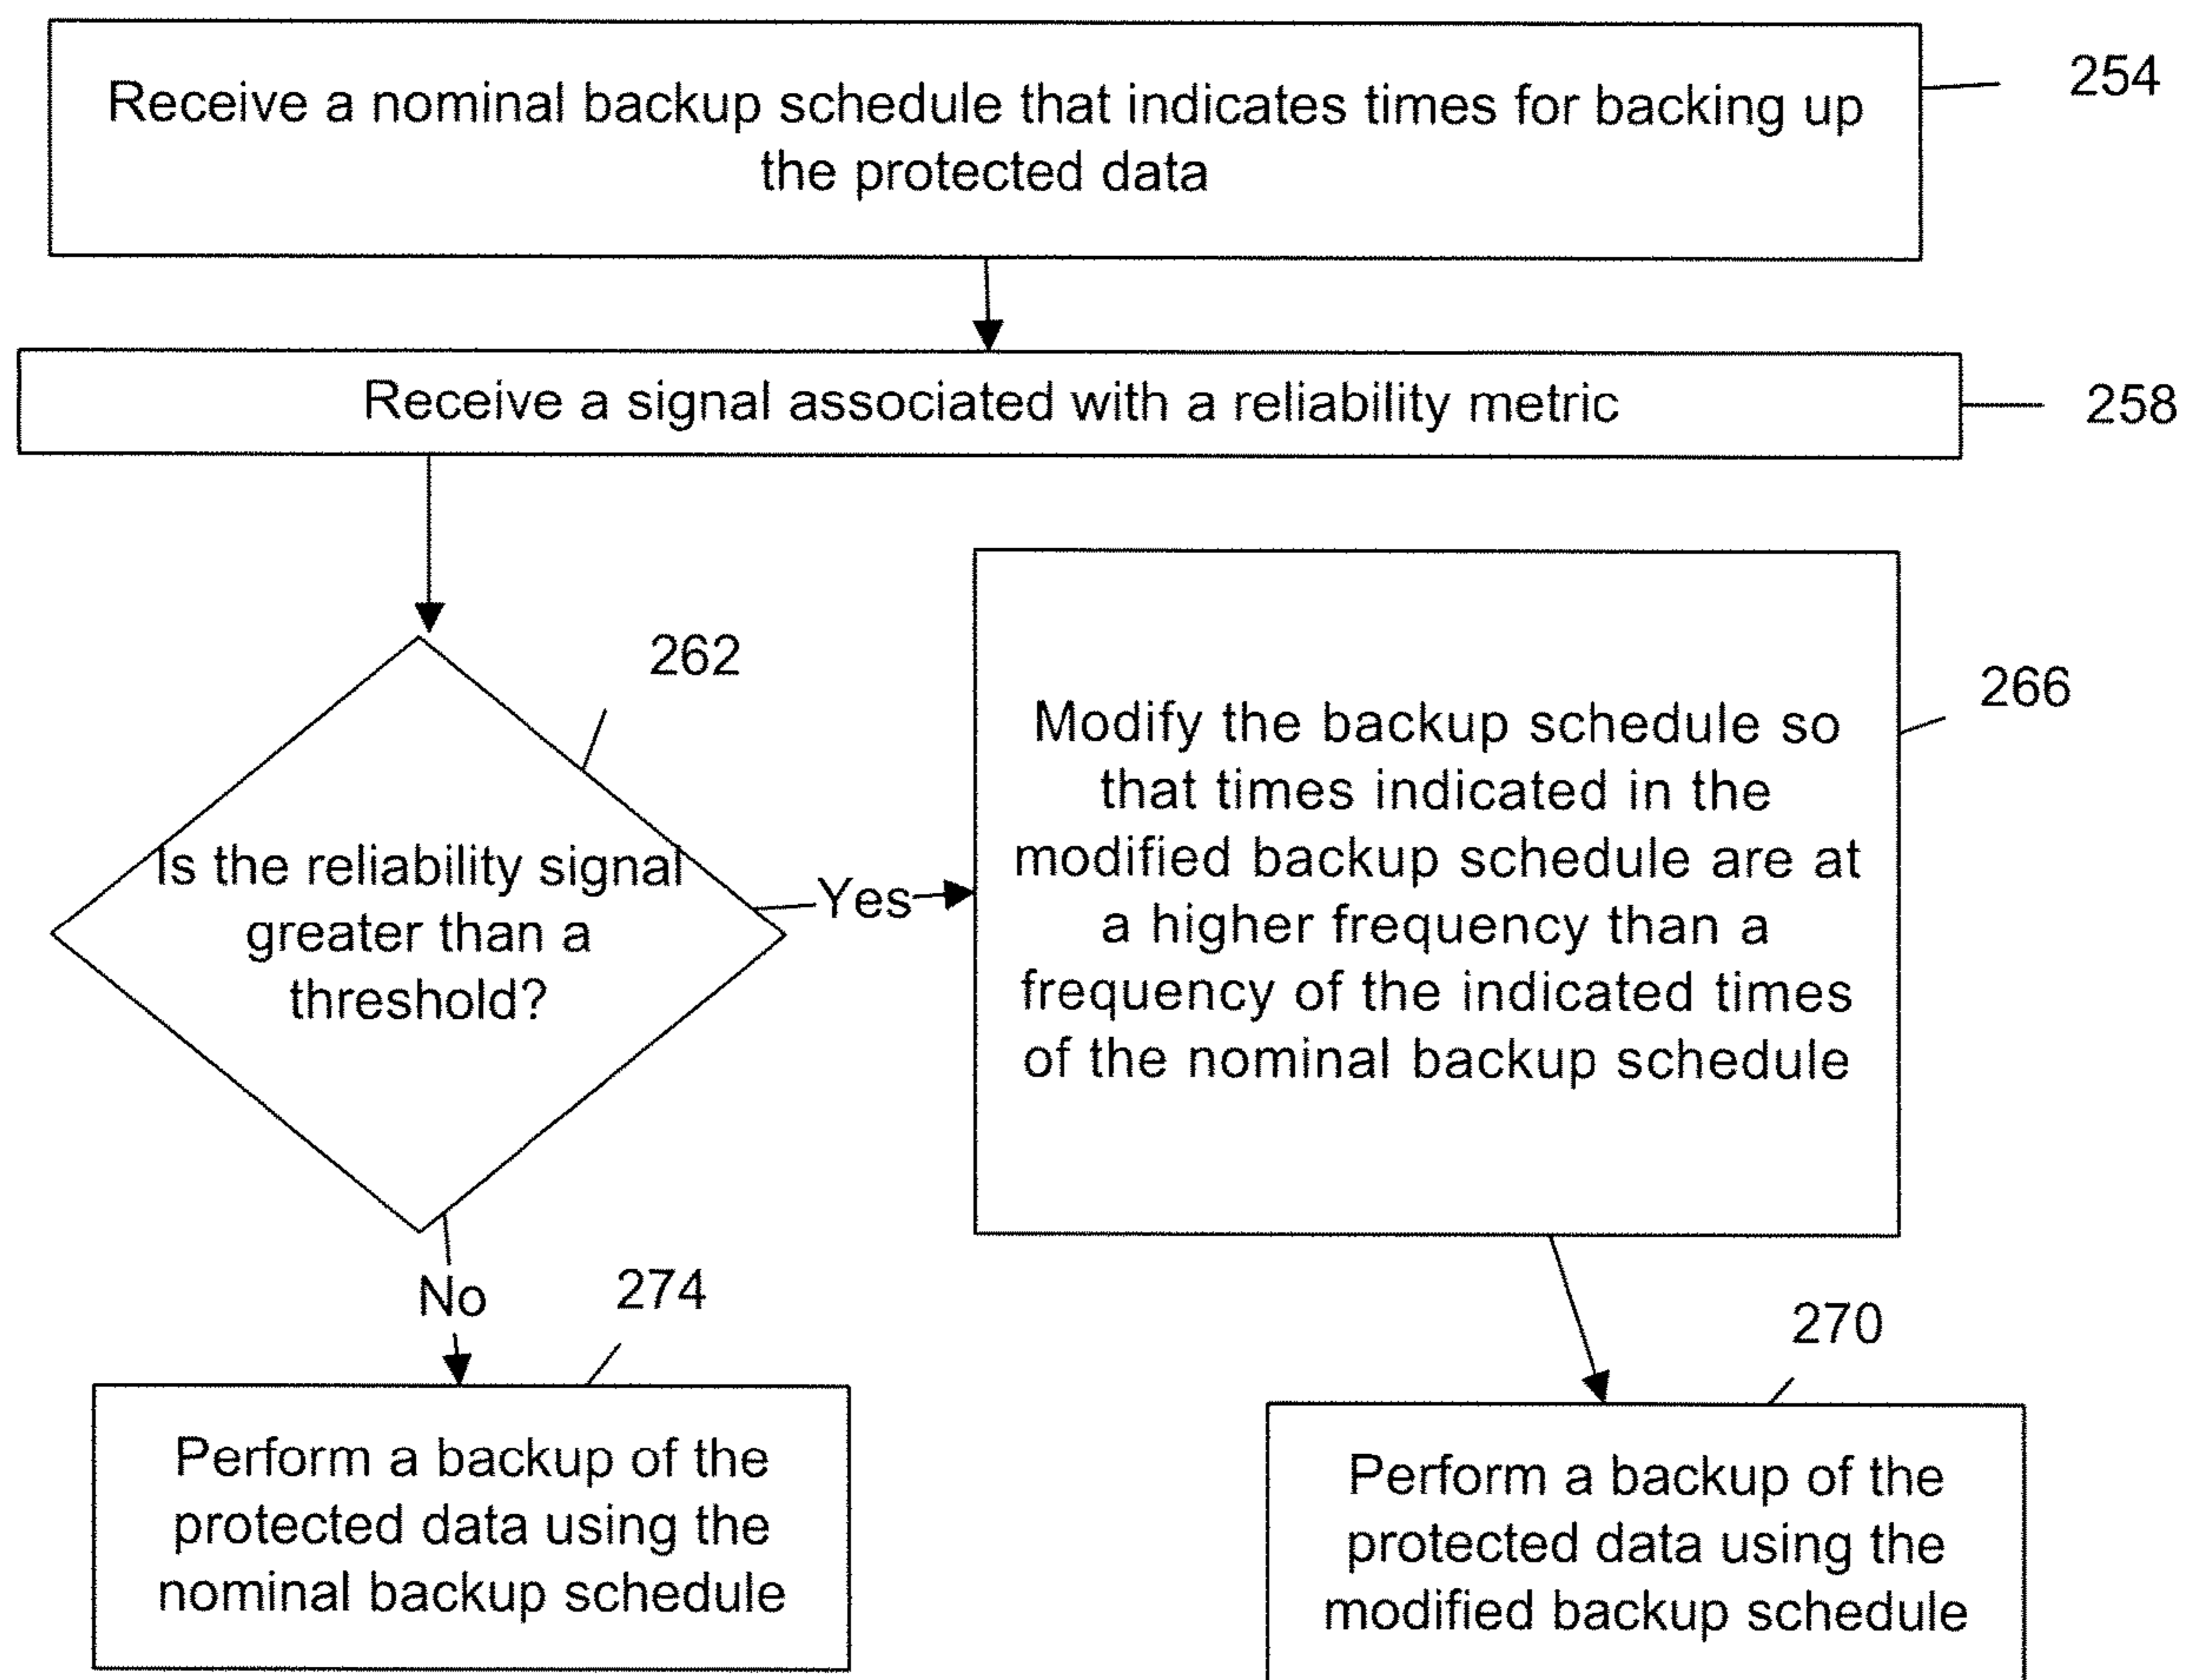 Receive a nominal backup schedule that indicates times for backing up
the protected data
254
Receive a signal associated with a reliability metric
258
262
Is the reliability signal
greater than a
threshold?
Yes
266
Modify the backup schedule so
that times indicated in the
modified backup schedule are at
a higher frequency than a
frequency of the indicated times
of the nominal backup schedule
No
274
Perform a backup of the
protected data using the
nominal backup schedule
270
Perform a backup of the
protected data using the
modified backup schedule